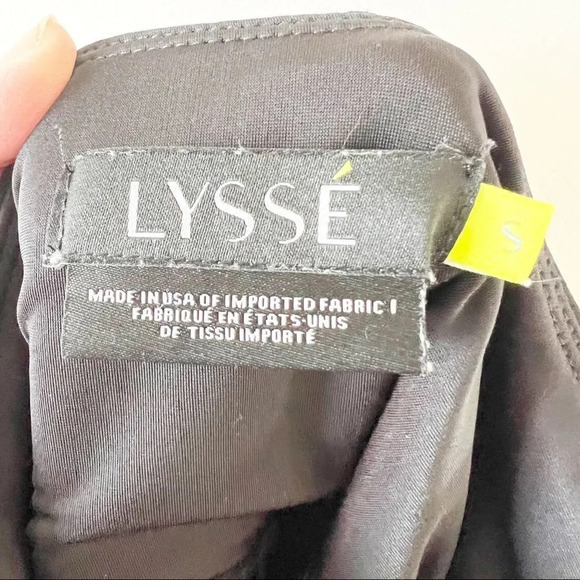 LYSSÉ
S
MADE IN USA OF IMPORTED FABRIC |
FABRIQUÉ EN ÉTATS-UNIS
DE TISSU IMPORTÉ